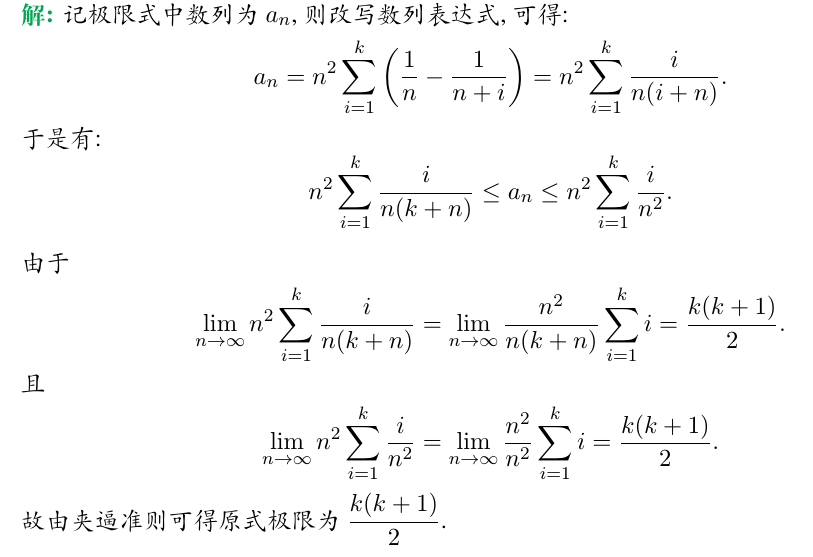 解: 记极限式中数列为 $a_n$, 则改写数列表达式, 可得:
$$a_n = n^2 \sum_{i=1}^{k} \left( \frac{1}{n} - \frac{1}{n+i} \right) = n^2 \sum_{i=1}^{k} \frac{i}{n(i+n)}.$$
于是有:
$$n^2 \sum_{i=1}^{k} \frac{i}{n(k+n)} \leq a_n \leq n^2 \sum_{i=1}^{k} \frac{i}{n^2}.$$
由于
$$\lim_{n \to \infty} n^2 \sum_{i=1}^{k} \frac{i}{n(k+n)} = \lim_{n \to \infty} \frac{n^2}{n(k+n)} \sum_{i=1}^{k} i = \frac{k(k+1)}{2}.$$
且
$$\lim_{n \to \infty} n^2 \sum_{i=1}^{k} \frac{i}{n^2} = \lim_{n \to \infty} \frac{n^2}{n^2} \sum_{i=1}^{k} i = \frac{k(k+1)}{2}.$$
故由夹逼准则可得原式极限为 $\frac{k(k+1)}{2}$.